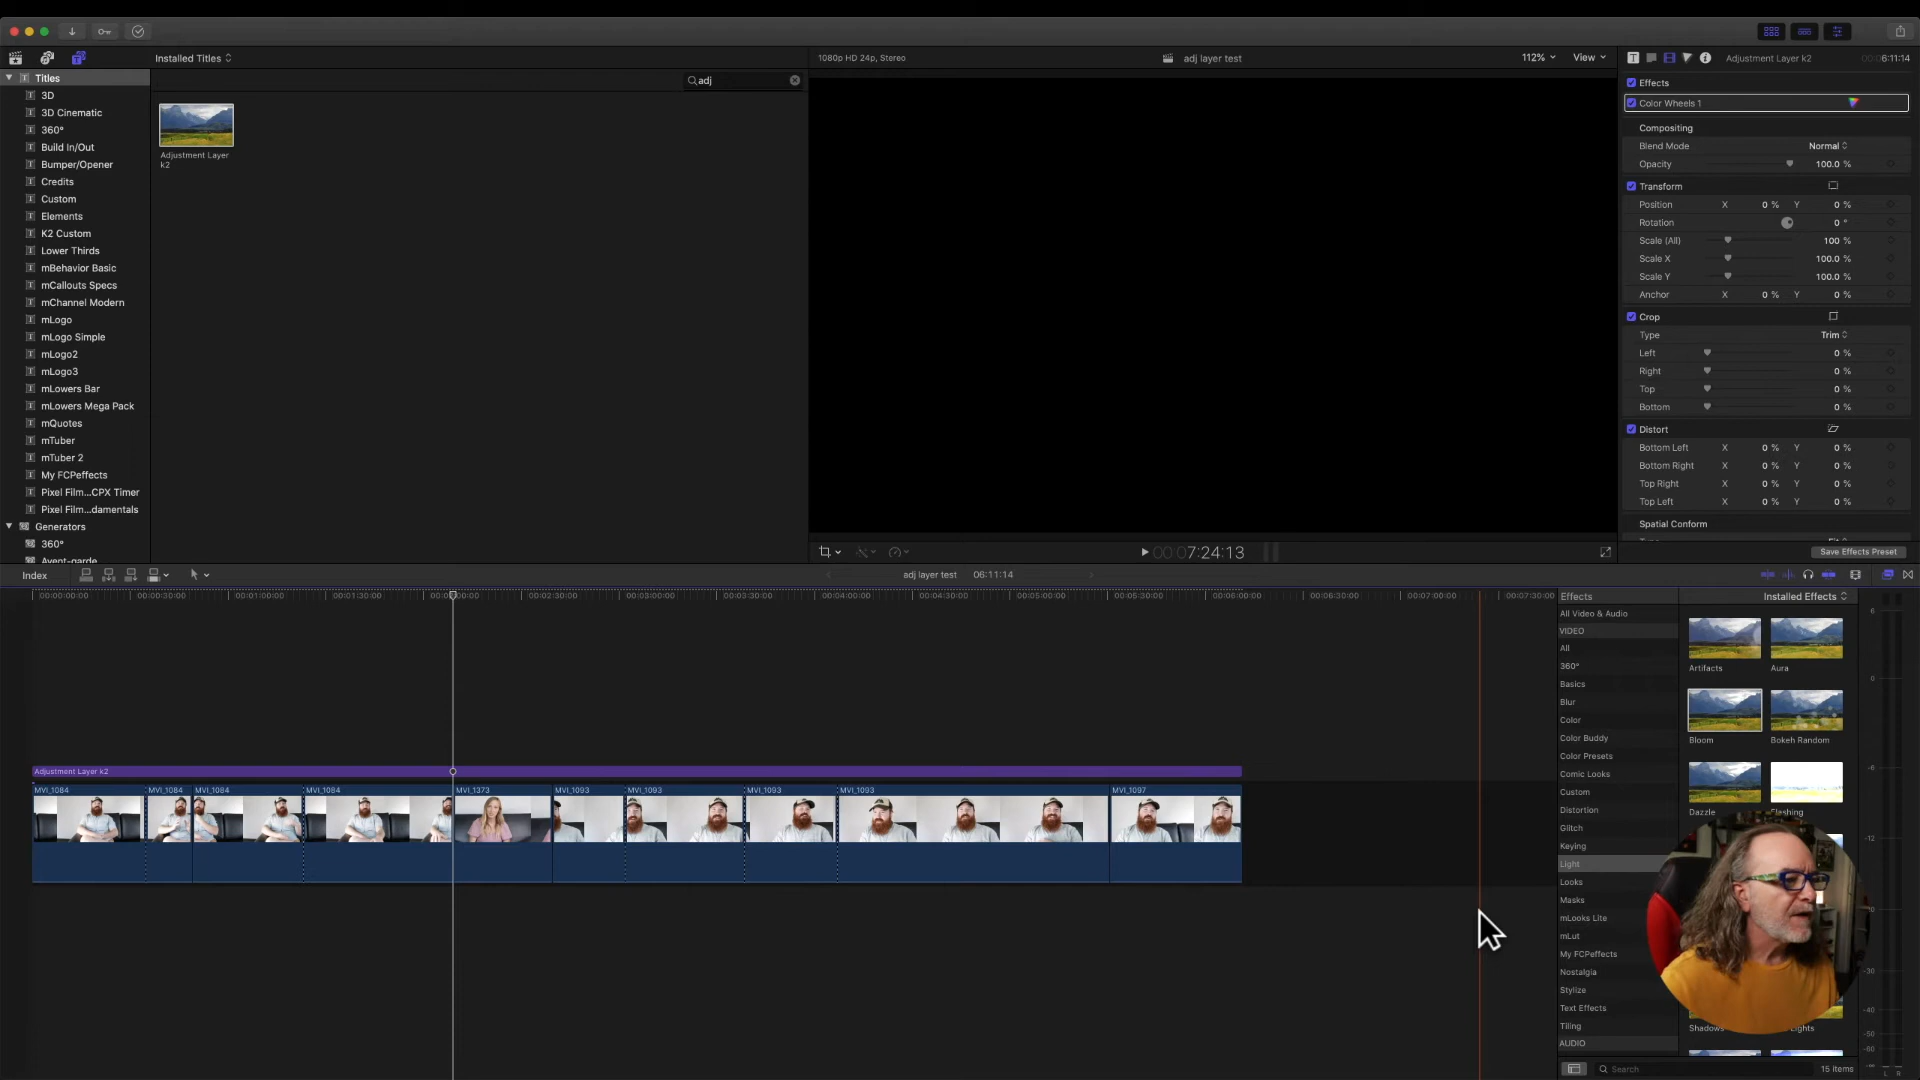 Installed Titles
1080p HD 24p, Stereo
adj layer test
112%
View
Adjustment Layer k2
00:00:06:11:14
Titles
adj
3D
3D Cinematic
360°
Build In/Out
Bumper/Opener
Credits
Custom
Elements
K2 Custom
Lower Thirds
mBehavior Basic
mCallouts Specs
mChannel Modern
mLogo
mLogo Simple
mLogo2
mLogo3
mLowers Bar
mLowers Mega Pack
mQuotes
mTuber
mTuber 2
My FCPeffects
Pixel Film...CPX Timer
Pixel Film...damentals
Generators
360°
Avent-garde
Adjustment Layer
k2
Effects
Color Wheels 1
Compositing
Blend Mode Normal
Opacity 100.0 %
Transform
Position X 0 % Y 0 %
Rotation 0 °
Scale (All) 100 %
Scale X 100.0 %
Scale Y 100.0 %
Anchor X 0 % Y 0 %
Crop
Type Trim
Left 0 %
Right 0 %
Top 0 %
Bottom 0 %
Distort
Bottom Left X 0 % Y 0 %
Bottom Right X 0 % Y 0 %
Top Right X 0 % Y 0 %
Top Left X 0 % Y 0 %
Spatial Conform
Save Effects Preset
00:00:7:24:13
Index
adj layer test 06:11:14
00:00:00:00 00:00:30:00 00:01:00:00 00:01:30:00 00:02:30:00 00:03:00:00 00:03:30:00 00:04:00:00 00:04:30:00 00:05:00:00 00:05:30:00 00:06:00:00 00:06:30:00 00:07:00:00 00:07:30:00
Adjustment Layer k2
MVI_1084 MVI_1084 MVI_1084 MVI_1084 MVI_1373 MVI_1093 MVI_1093 MVI_1093 MVI_1093 MVI_1097
Effects
Installed Effects
All Video & Audio
VIDEO
All
360°
Basics
Blur
Color
Color Buddy
Color Presets
Comic Looks
Custom
Distortion
Glitch
Keying
Light
Looks
Masks
mLooks Lite
mLut
My FCPeffects
Nostalgia
Stylize
Text Effects
Tiling
AUDIO
Artifacts Aura
Bloom Bokeh Random
Dazzle Flashing
Shadows Lights
Search
15 items
6
0
-6
-12
-30
-40
-50
-60
L R